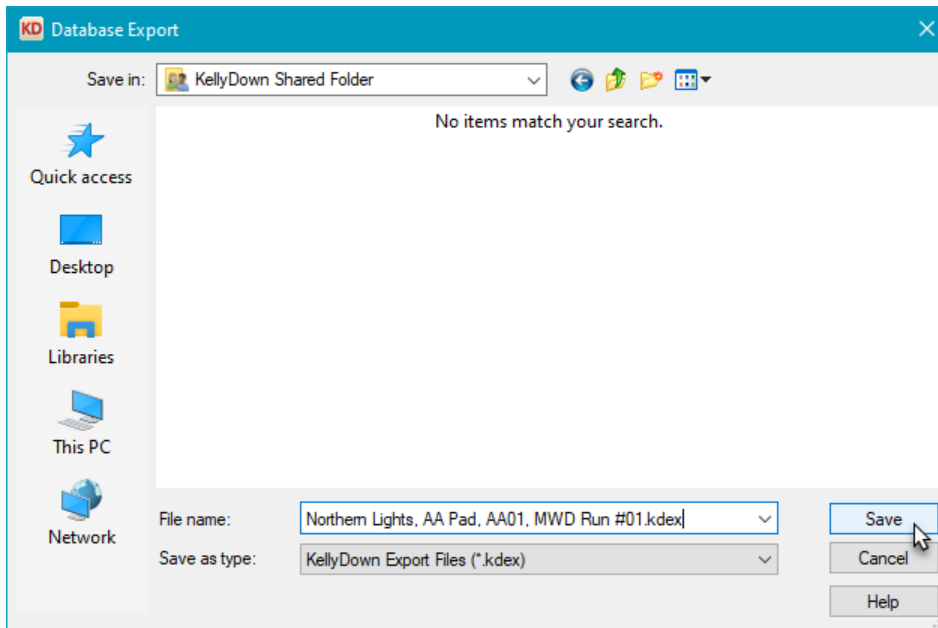 KD Database Export
Save in: KellyDown Shared Folder
No items match your search.
Quick access
Desktop
Libraries
This PC
Network
File name: Northern Lights, AA Pad, AA01, MWD Run #01.kdex Save
Save as type: KellyDown Export Files (*.kdex) Cancel
Help